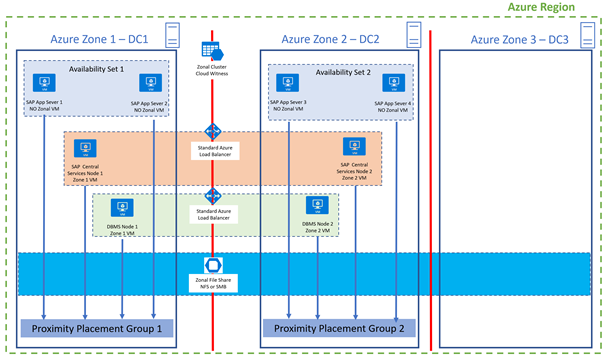 Azure Region
Azure Zone 1 – DC1
Azure Zone 2 – DC2
Azure Zone 3 – DC3
Zonal Cluster
Cloud Witness
Availability Set 1
SAP App Sever 1
NO Zonal VM
SAP App Sever 2
NO Zonal VM
Availability Set 2
SAP App Sever 3
NO Zonal VM
SAP App Sever 4
NO Zonal VM
Standard Azure
Load Balancer
SAP Central
Services Node 1
Zone 1 VM
SAP Central
Services Node 2
Zone 2 VM
Standard Azure
Load Balancer
DBMS Node 1
Zone 1 VM
DBMS Node 2
Zone 2 VM
Zonal File Share
NFS or SMB
Proximity Placement Group 1
Proximity Placement Group 2